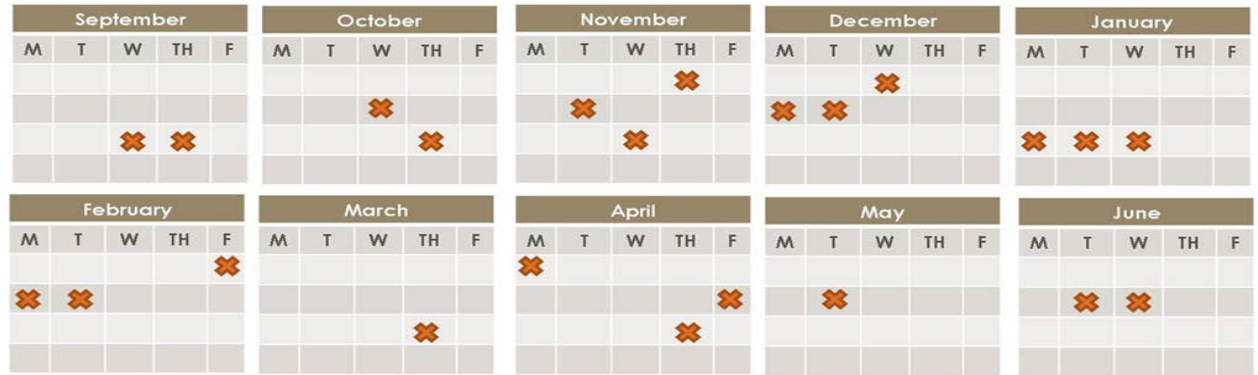 September October November December January
M T W TH F M T W TH F M T W TH F M T W TH F M T W TH F
February March April May June
M T W TH F M T W TH F M T W TH F M T W TH F M T W TH F